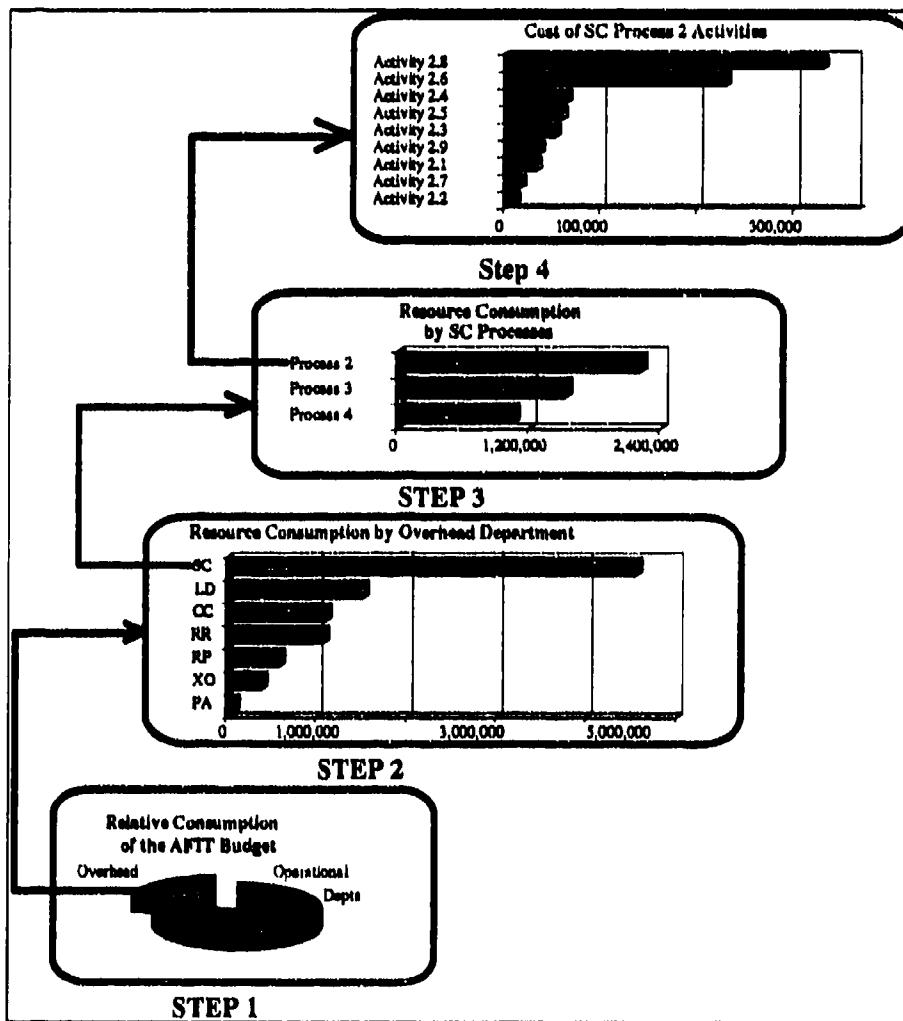 Cost of SC Process 2 Activities
Activity 2.8
Activity 2.6
Activity 2.4
Activity 2.5
Activity 2.3
Activity 2.9
Activity 2.1
Activity 2.7
Activity 2.2
0 100,000 300,000
Step 4
Resource Consumption
by SC Processes
Process 2
Process 3
Process 4
0 1,200,000 2,400,000
STEP 3
Resource Consumption by Overhead Department
SC
LD
CC
RR
RP
XO
PA
0 1,000,000 3,000,000 5,000,000
STEP 2
Relative Consumption
of the AFIT Budget
Overhead Operational
Depts
STEP 1